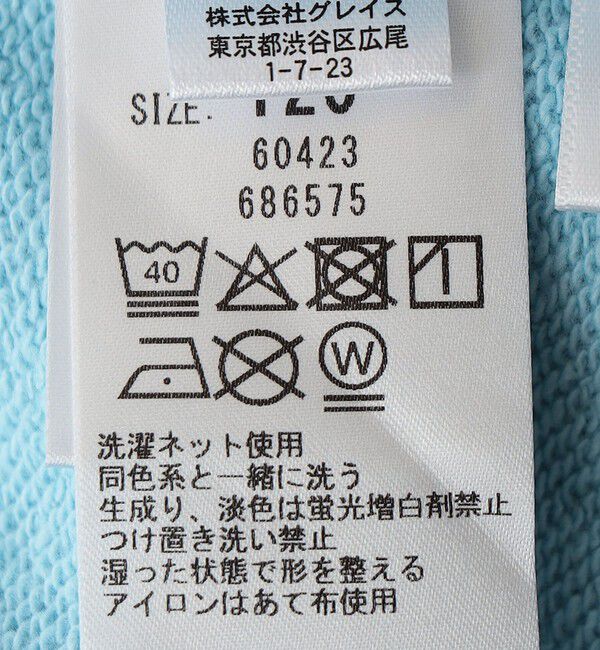 株式会社グレイス
東京都渋谷区広尾
1-7-23
SIZE: 120
60423
686575
40
W
洗濯ネット使用
同色系と一緒に洗う
生成り、淡色は蛍光増白剤禁止
つけ置き洗い禁止
湿った状態で形を整える
アイロンはあて布使用